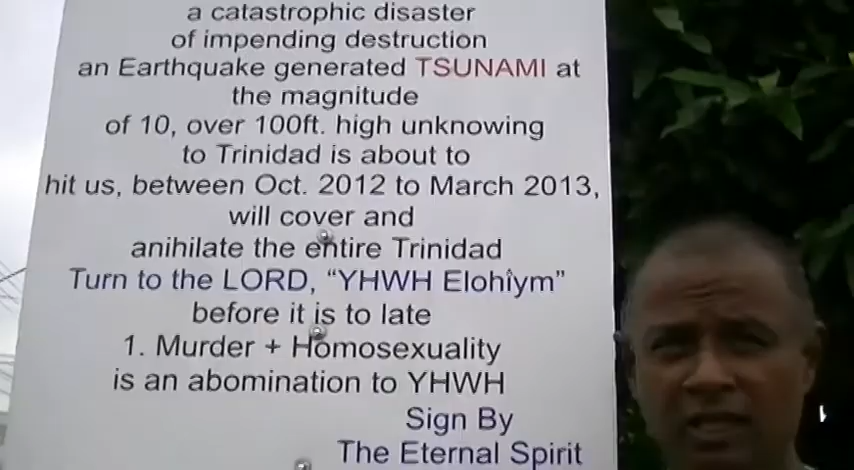 a catastrophic disaster
of impending destruction
an Earthquake generated TSUNAMI at
the magnitude
of 10, over 100ft. high unknowing
to Trinidad is about to
hit us, between Oct. 2012 to March 2013,
will cover and
anihilate the entire Trinidad
Turn to the LORD, "YHWH Elohîym"
before it is to late
1. Murder + Homosexuality
is an abomination to YHWH
Sign By
The Eternal Spirit